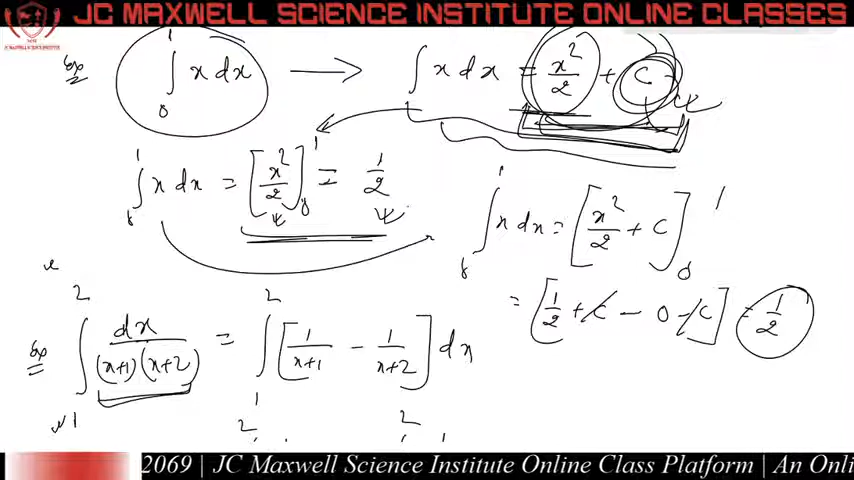 JC MAXWELL SCIENCE INSTITUTE ONLINE CLASSES
Ex ∫₀¹ x dx → ∫ x dx = x²/2 + C
∫₀¹ x dx = [x²/2]₀¹ = 1/2
∫₀¹ x dx = [x²/2 + C]₀¹
= [1/2 + C - 0 - C] = 1/2
Ex ∫₁² dx/(x+1)(x+2) = ∫₁² [1/x+1 - 1/x+2] dx
2 2
2069 | JC Maxwell Science Institute Online Class Platform | An Onli